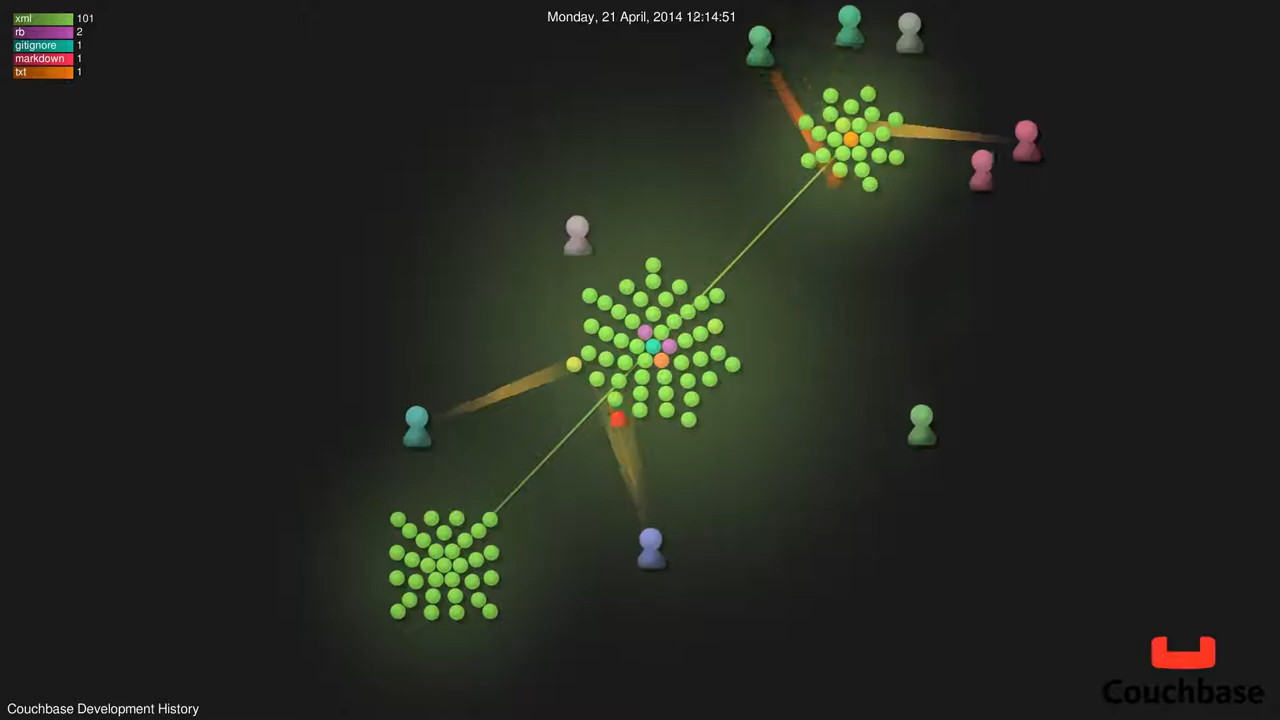 xml 101
rb 2
gitignore 1
markdown 1
txt 1
Monday, 21 April, 2014 12:14:51
Couchbase
Couchbase Development History